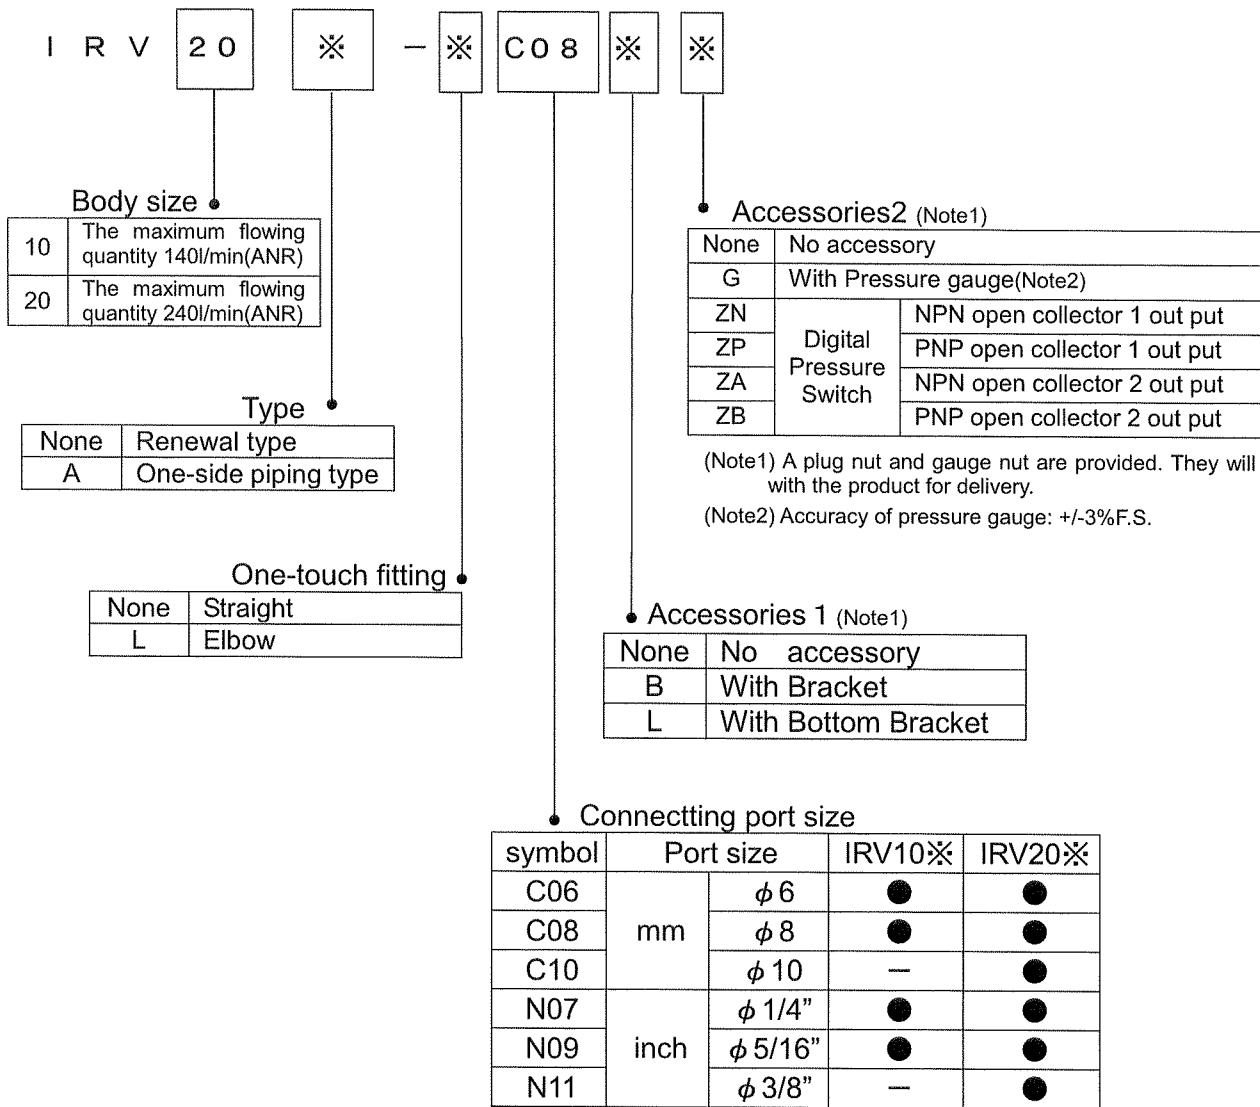 I R V 20 ※ - ※ C08 ※ ※
Body size
10 The maximum flowing quantity 140l/min(ANR)
20 The maximum flowing quantity 240l/min(ANR)
Type
None Renewal type
A One-side piping type
One-touch fitting
None Straight
L Elbow
Accessories2 (Note1)
None No accessory
G With Pressure gauge(Note2)
Digital Pressure Switch
ZN NPN open collector 1 out put
ZP PNP open collector 1 out put
ZA NPN open collector 2 out put
ZB PNP open collector 2 out put
(Note1) A plug nut and gauge nut are provided. They will
with the product for delivery.
(Note2) Accuracy of pressure gauge: +/-3%F.S.
Accessories 1 (Note1)
None No accessory
B With Bracket
L With Bottom Bracket
Connectting port size
symbol Port size IRV10※ IRV20※
C06 mm φ6 ● ●
C08 φ8 ● ●
C10 φ10 － ●
N07 inch φ1/4” ● ●
N09 φ5/16” ● ●
N11 φ3/8” － ●